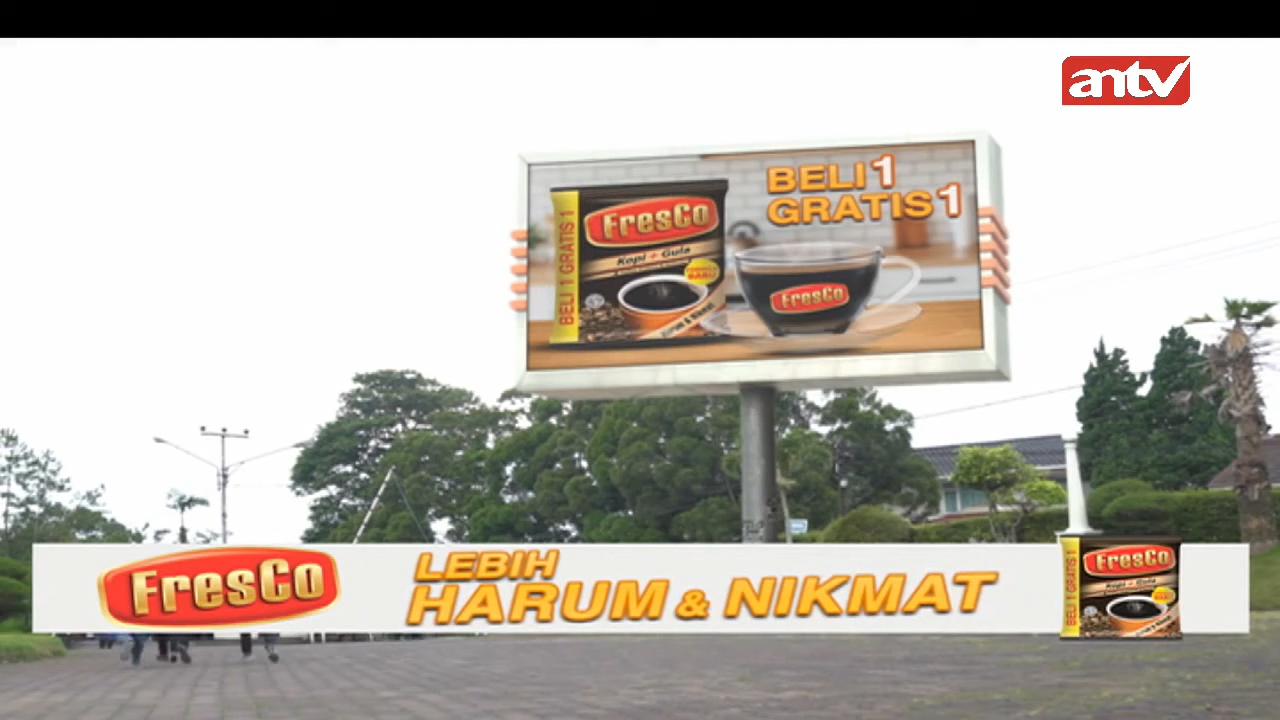 antv
BELI 1
GRATIS 1
BELI 1 GRATIS 1
FresCo
Kopi + Gula
BARU
FresCo
FresCo
LEBIH
HARUM & NIKMAT
BELI 1 GRATIS 1
FresCo
Kopi + Gula